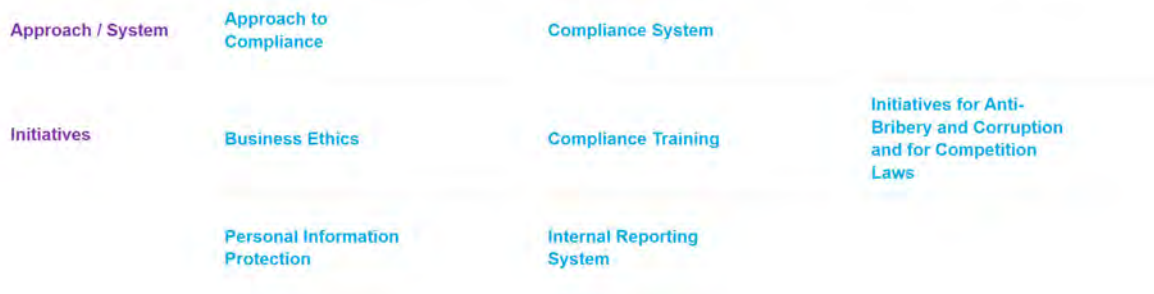 Approach / System
Approach to
Compliance
Compliance System
Initiatives
Business Ethics
Compliance Training
Initiatives for Anti-
Bribery and Corruption
and for Competition
Laws
Personal Information
Protection
Internal Reporting
System